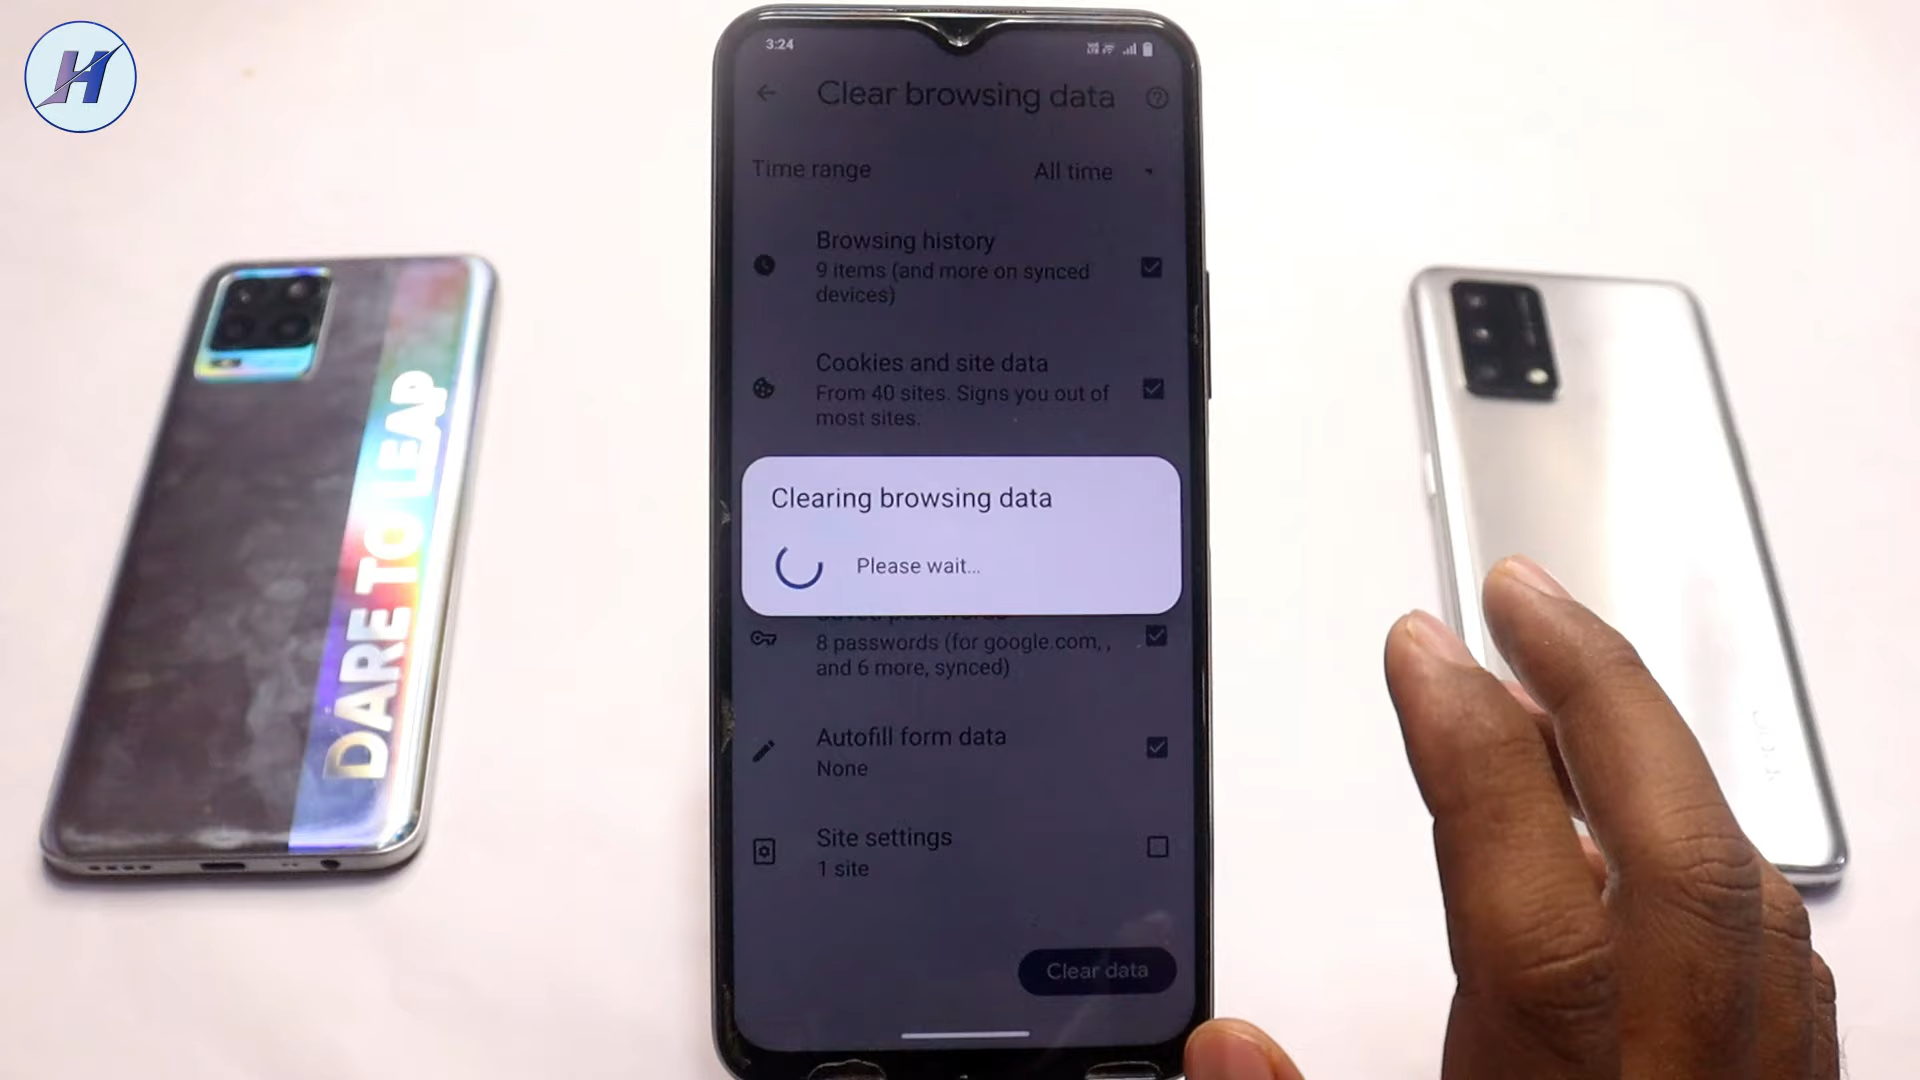 H
3:24
Clear browsing data
Time range
All time
Browsing history
9 items (and more on synced
devices)
Cookies and site data
From 40 sites. Signs you out of
most sites.
Clearing browsing data
Please wait...
8 passwords (for google.com, ,
and 6 more, synced)
Autofill form data
None
Site settings
1 site
Clear data
DARE TO LEAP